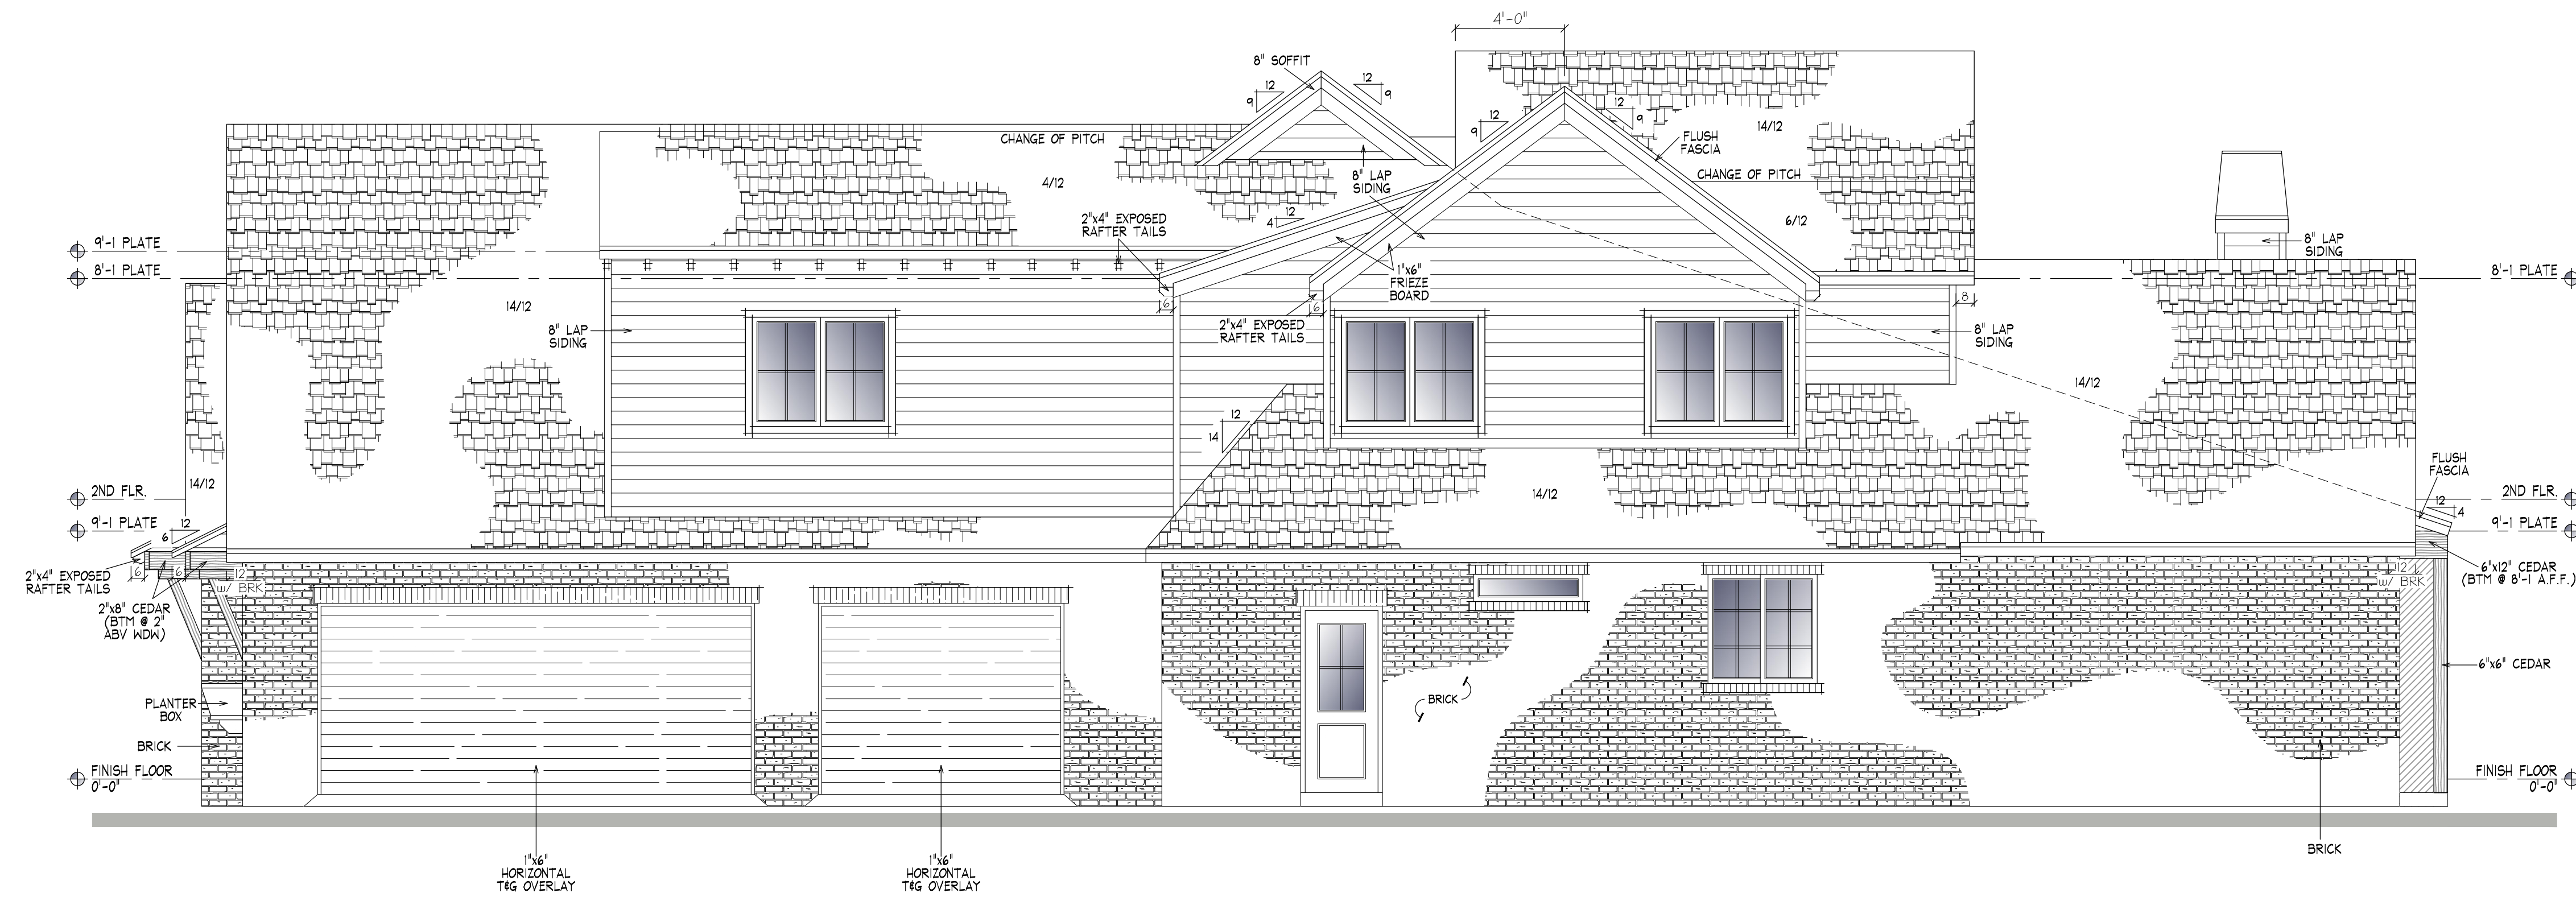 4'-0"
8" SOFFIT
12
9
12
9
12
9
12
9
14/12
FLUSH
FASCIA
CHANGE OF PITCH
CHANGE OF PITCH
4/12
8" LAP
SIDING
6/12
2"x4" EXPOSED
RAFTER TAILS
12
4
9'-1 PLATE
8'-1 PLATE
8" LAP
SIDING
8'-1 PLATE
1"x6"
FRIEZE
BOARD
6
6
8
14/12
8" LAP
SIDING
2"x4" EXPOSED
RAFTER TAILS
8" LAP
SIDING
14/12
12
14
14/12
14/12
FLUSH
FASCIA
2ND FLR.
9'-1 PLATE
12
6
12
4
2ND FLR.
9'-1 PLATE
2"x4" EXPOSED
RAFTER TAILS
6
6
12
w/ BRK
2"x8" CEDAR
(BTM @ 2"
ABV WDW)
12
w/ BRK
6"x12" CEDAR
(BTM @ 8'-1 A.F.F.)
6"x6" CEDAR
PLANTER
BOX
BRICK
BRICK
FINISH FLOOR
0'-0"
FINISH FLOOR
0'-0"
1"x6"
HORIZONTAL
T&G OVERLAY
1"x6"
HORIZONTAL
T&G OVERLAY
BRICK